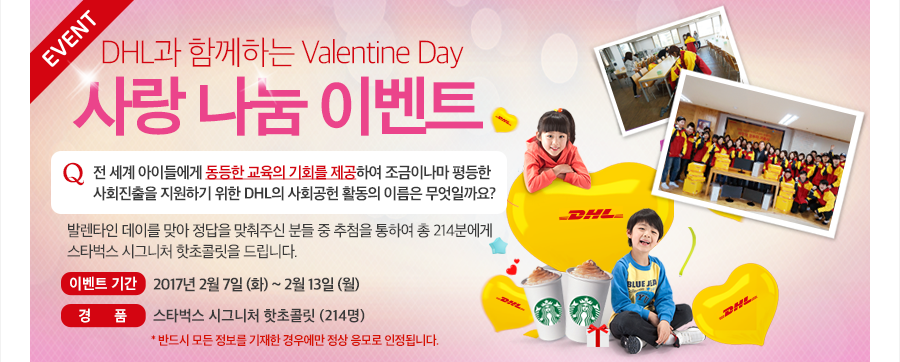 EVENT
DHL과 함께하는 Valentine Day
사랑 나눔 이벤트
Q 전 세계 아이들에게 동등한 교육의 기회를 제공하여 조금이나마 평등한
사회진출을 지원하기 위한 DHL의 사회공헌 활동의 이름은 무엇일까요?
발렌타인 데이를 맞아 정답을 맞춰주신 분들 중 추첨을 통하여 총 214분에게
스타벅스 시그니처 핫초콜릿을 드립니다.
이벤트 기간 2017년 2월 7일 (화) ~ 2월 13일 (월)
경 품 스타벅스 시그니처 핫초콜릿 (214명)
* 반드시 모든 정보를 기재한 경우에만 정상 응모로 인정됩니다.
DHL
DHL
DHL
BLUE JEA